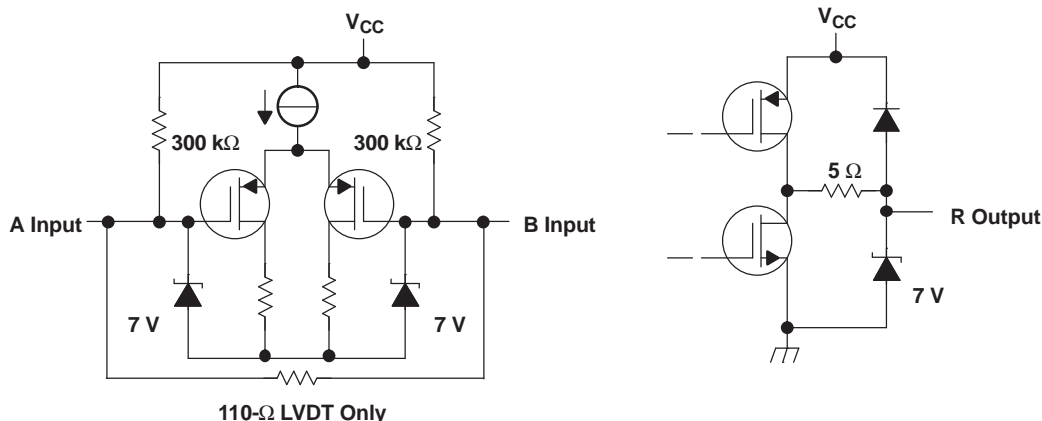 VCC
300 kΩ
300 kΩ
A Input
B Input
7 V
7 V
110-Ω LVDT Only
VCC
5 Ω
R Output
7 V